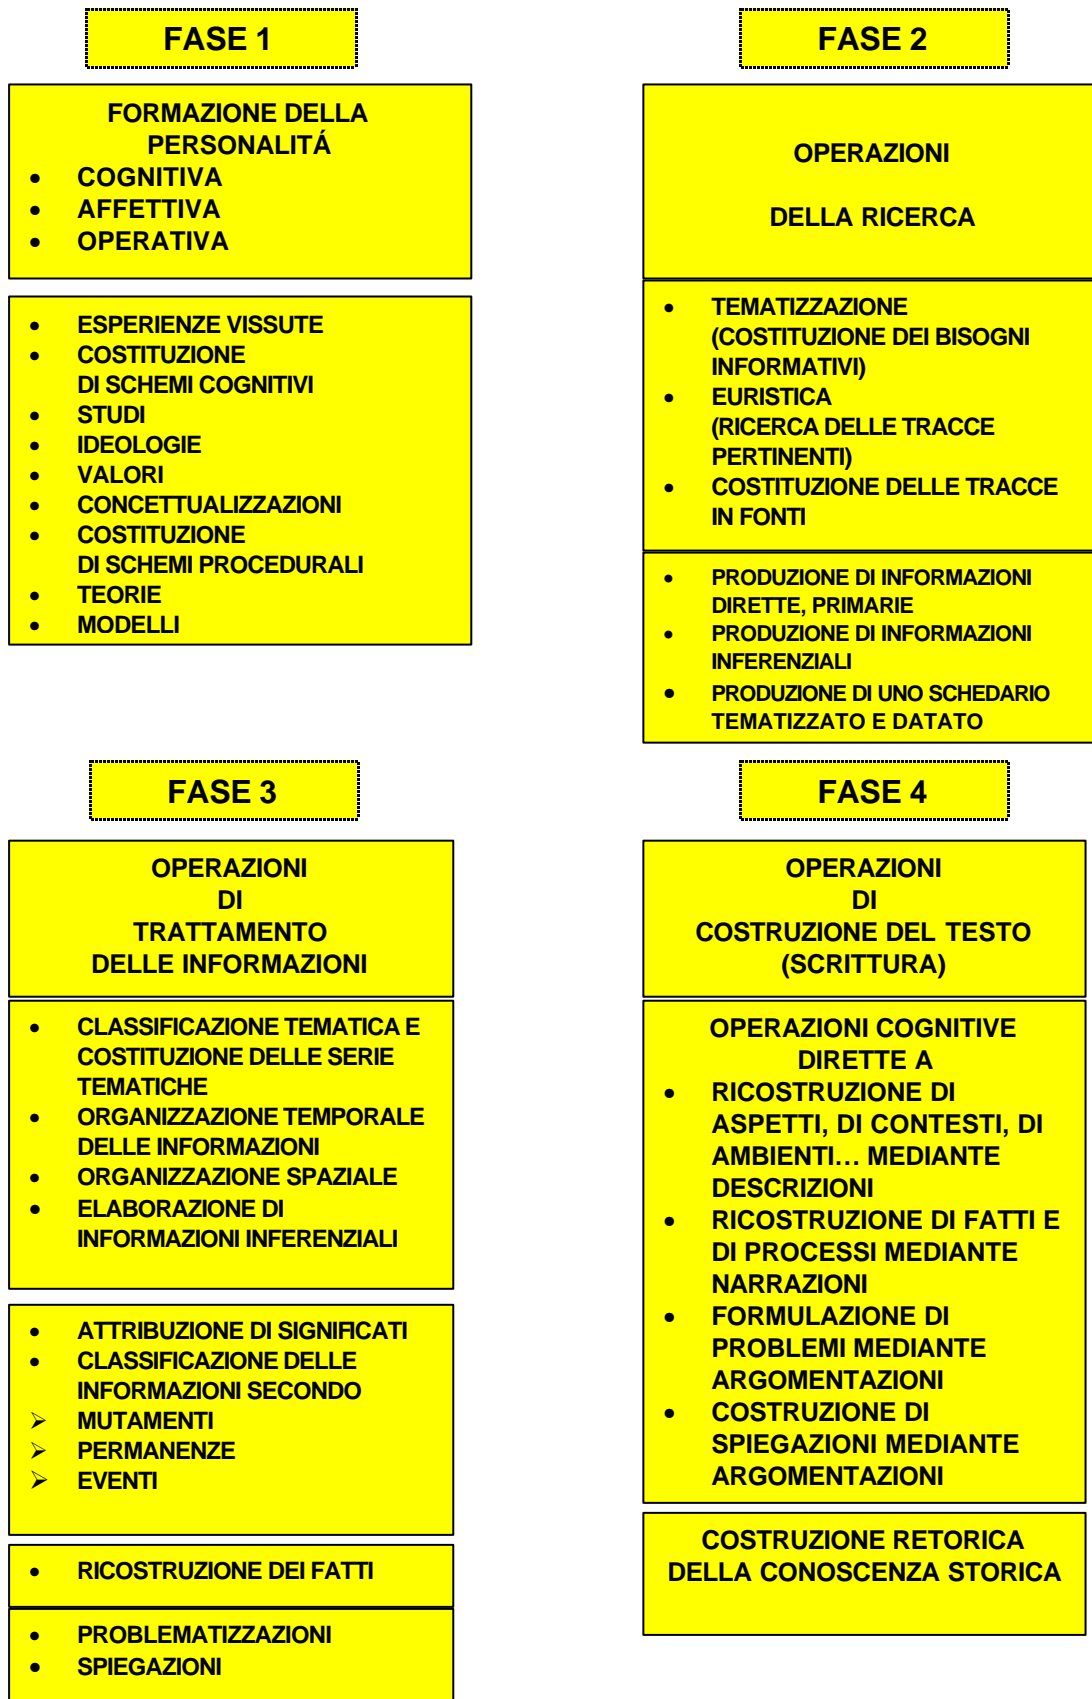 FASE 1
FORMAZIONE DELLA
PERSONALITÁ
• COGNITIVA
• AFFETTIVA
• OPERATIVA
• ESPERIENZE VISSUTE
• COSTITUZIONE
DI SCHEMI COGNITIVI
• STUDI
• IDEOLOGIE
• VALORI
• CONCETTUALIZZAZIONI
• COSTITUZIONE
DI SCHEMI PROCEDURALI
• TEORIE
• MODELLI
FASE 2
OPERAZIONI
DELLA RICERCA
• TEMATIZZAZIONE
(COSTITUZIONE DEI BISOGNI
INFORMATIVI)
• EURISTICA
(RICERCA DELLE TRACCE
PERTINENTI)
• COSTITUZIONE DELLE TRACCE
IN FONTI
• PRODUZIONE DI INFORMAZIONI
DIRETTE, PRIMARIE
• PRODUZIONE DI INFORMAZIONI
INFERENZIALI
• PRODUZIONE DI UNO SCHEDARIO
TEMATIZZATO E DATATO
FASE 3
OPERAZIONI
DI
TRATTAMENTO
DELLE INFORMAZIONI
• CLASSIFICAZIONE TEMATICA E
COSTITUZIONE DELLE SERIE
TEMATICHE
• ORGANIZZAZIONE TEMPORALE
DELLE INFORMAZIONI
• ORGANIZZAZIONE SPAZIALE
• ELABORAZIONE DI
INFORMAZIONI INFERENZIALI
• ATTRIBUZIONE DI SIGNIFICATI
• CLASSIFICAZIONE DELLE
INFORMAZIONI SECONDO
➢ MUTAMENTI
➢ PERMANENZE
➢ EVENTI
• RICOSTRUZIONE DEI FATTI
• PROBLEMATIZZAZIONI
• SPIEGAZIONI
FASE 4
OPERAZIONI
DI
COSTRUZIONE DEL TESTO
(SCRITTURA)
OPERAZIONI COGNITIVE
DIRETTE A
• RICOSTRUZIONE DI
ASPETTI, DI CONTESTI, DI
AMBIENTI… MEDIANTE
DESCRIZIONI
• RICOSTRUZIONE DI FATTI E
DI PROCESSI MEDIANTE
NARRAZIONI
• FORMULAZIONE DI
PROBLEMI MEDIANTE
ARGOMENTAZIONI
• COSTRUZIONE DI
SPIEGAZIONI MEDIANTE
ARGOMENTAZIONI
COSTRUZIONE RETORICA
DELLA CONOSCENZA STORICA